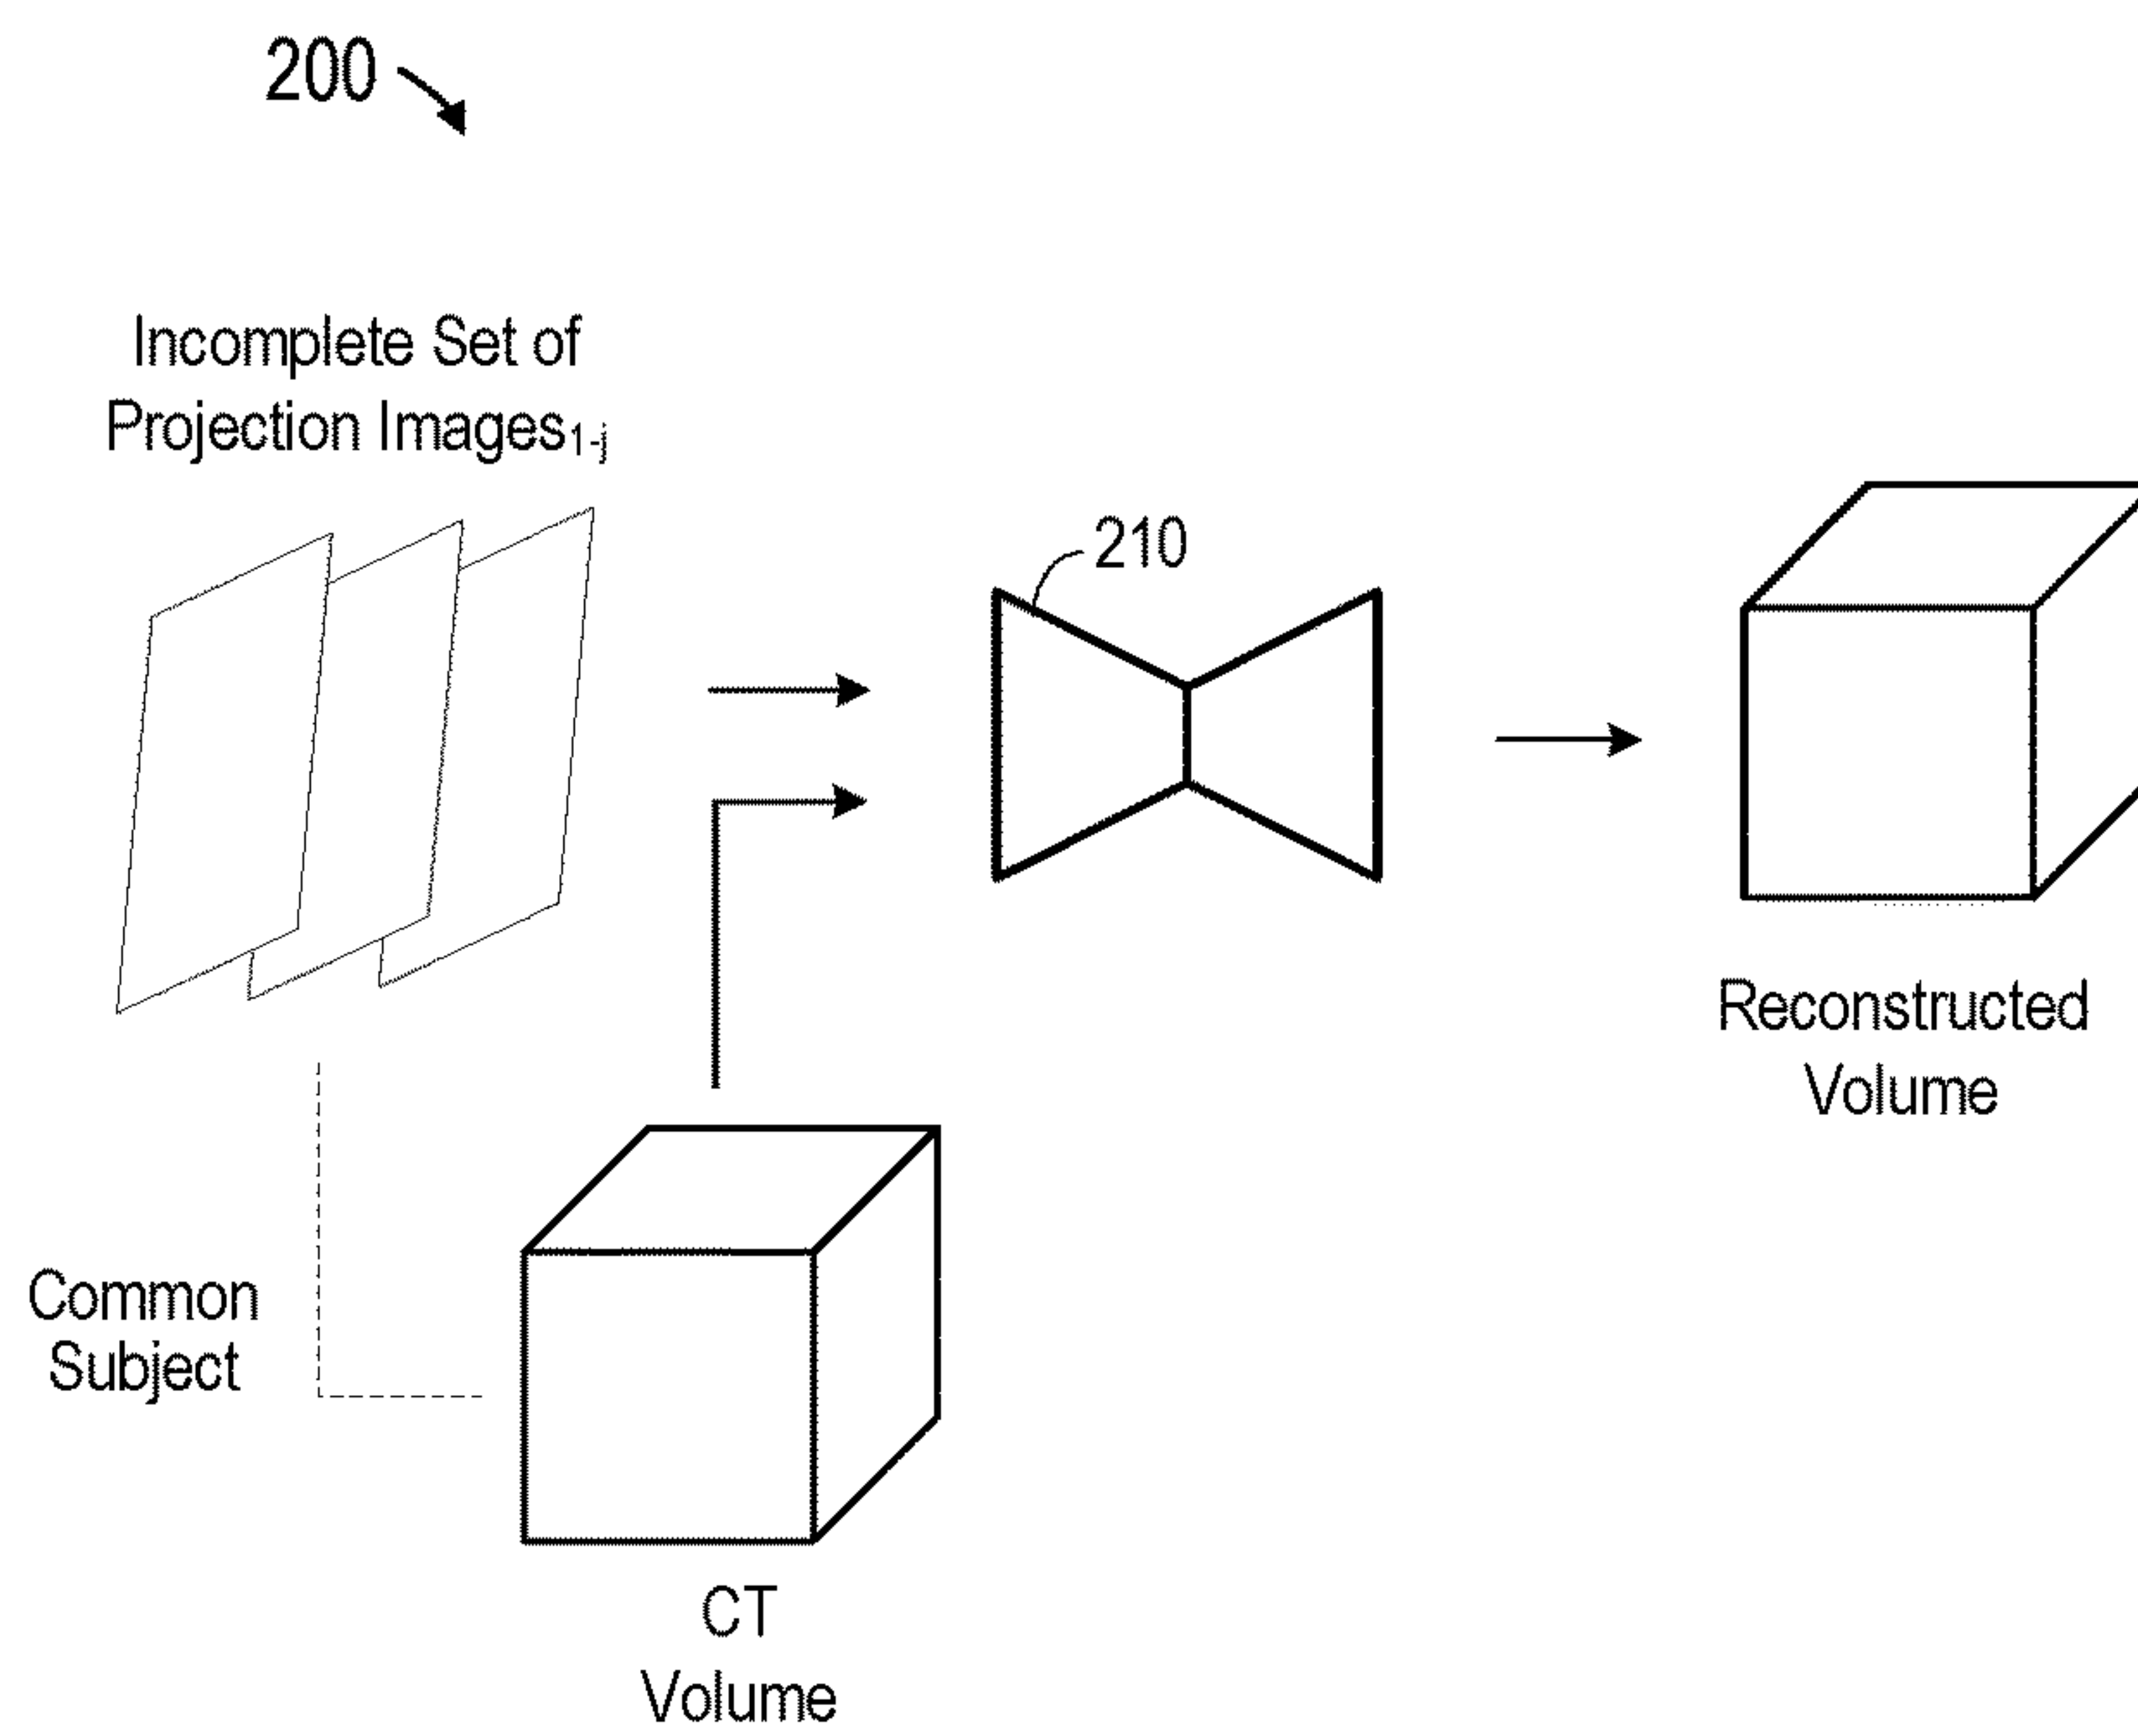 200
Incomplete Set of
Projection Images1-j
210
Reconstructed
Volume
Common
Subject
CT
Volume